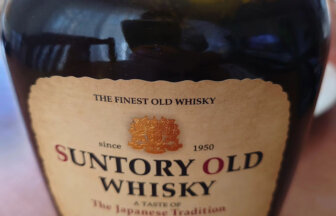 THE FINEST OLD WHISKY
since 1950
SUNTORY OLD
WHISKY
A TASTE OF
The Japanese Tradition